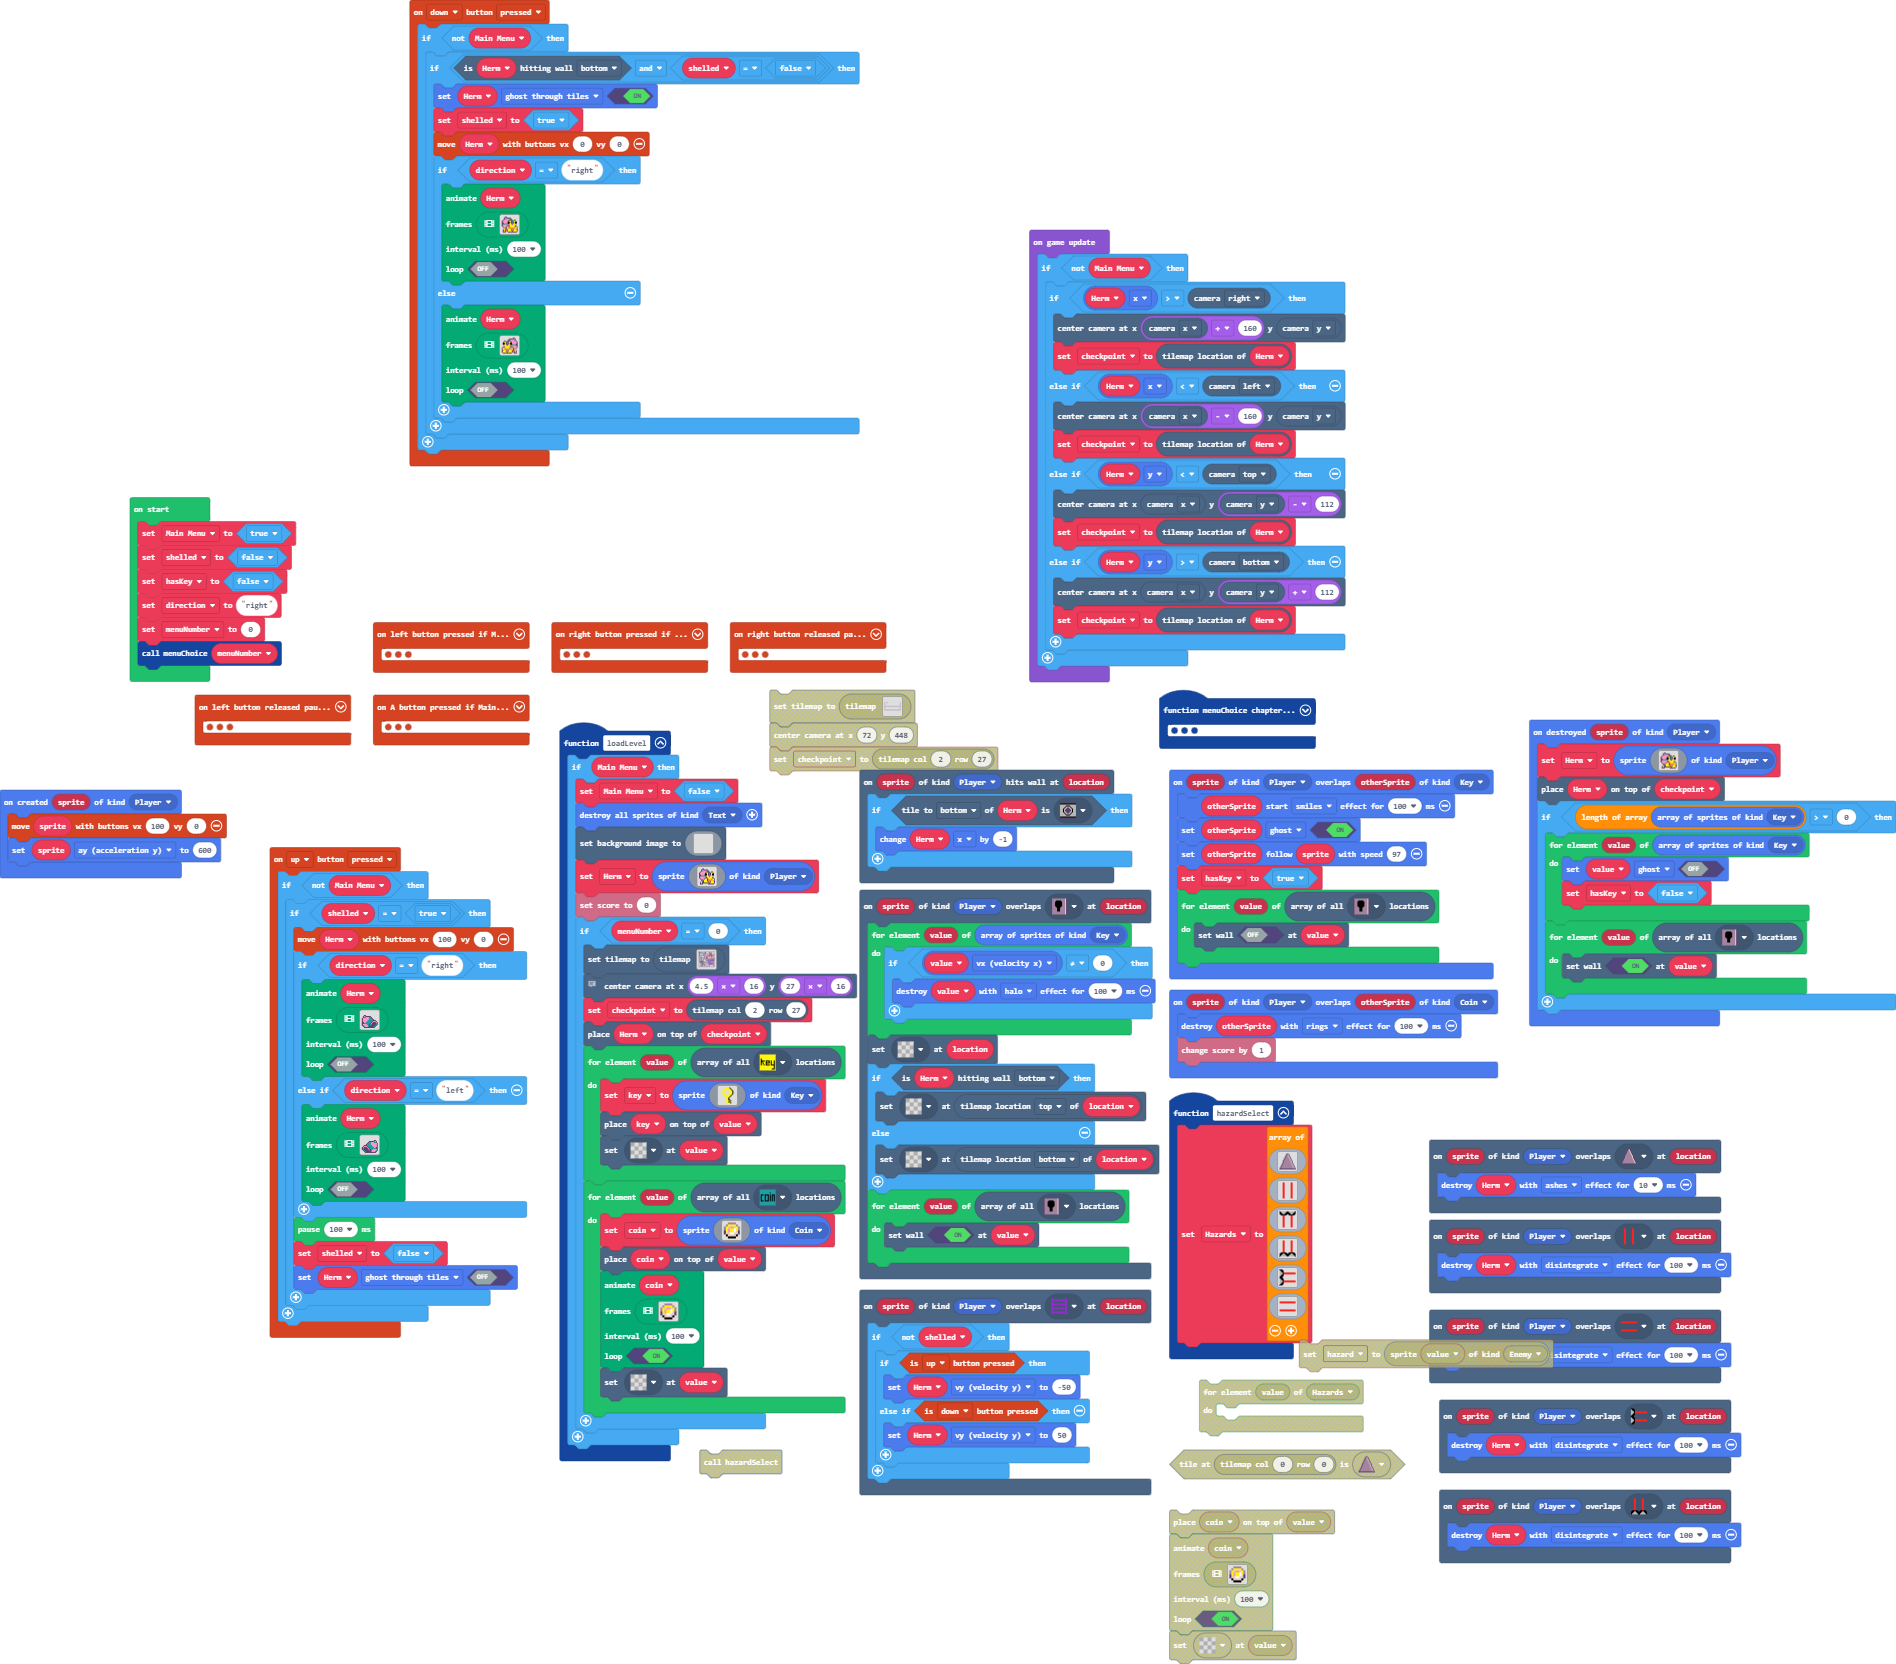 on down button pressed
if not Main Menu then
if is Herm hitting wall bottom and shelled = false then
set Herm ghost through tiles ON
set shelled to true
move Herm with buttons vx 0 vy 0
if direction = "right" then
animate Herm
frames
interval (ms) 100
loop OFF
else
animate Herm
frames
interval (ms) 100
loop OFF
on game update
if not Main Menu then
if Herm x > camera right then
center camera at x camera x + 160 y camera y
set checkpoint to tilemap location of Herm
else if Herm x < camera left then
center camera at x camera x - 160 y camera y
set checkpoint to tilemap location of Herm
else if Herm y < camera top then
center camera at x camera x y camera y - 112
set checkpoint to tilemap location of Herm
else if Herm y > camera bottom then
center camera at x camera x y camera y + 112
set checkpoint to tilemap location of Herm
on start
set Main Menu to true
set shelled to false
set hasKey to false
set direction to "right"
set menuNumber to 0
call menuChoice menuNumber
on left button pressed if M...
on right button pressed if ...
on right button released pa...
on left button released pau...
on A button pressed if Main...
on created sprite of kind Player
move sprite with buttons vx 100 vy 0
set sprite ay (acceleration y) to 600
on up button pressed
if not Main Menu then
if shelled = true then
move Herm with buttons vx 100 vy 0
if direction = "right" then
animate Herm
frames
interval (ms) 100
loop OFF
else if direction = "left" then
animate Herm
frames
interval (ms) 100
loop OFF
pause 100 ms
set shelled to false
set Herm ghost through tiles OFF
function loadLevel
if Main Menu then
set Main Menu to false
destroy all sprites of kind Text
set background image to
set Herm to sprite of kind Player
set score to 0
if menuNumber = 0 then
set tilemap to tilemap
center camera at x 4.5 × 16 y 27 × 16
set checkpoint to tilemap col 2 row 27
place Herm on top of checkpoint
for element value of array of all key locations
do
set key to sprite of kind Key
place key on top of value
set at value
for element value of array of all coin locations
do
set coin to sprite of kind Coin
place coin on top of value
animate coin
frames
interval (ms) 100
loop ON
set at value
call hazardSelect
set tilemap to tilemap
center camera at x 72 y 448
set checkpoint to tilemap col 2 row 27
on sprite of kind Player hits wall at location
if tile to bottom of Herm is then
change Herm x by -1
on sprite of kind Player overlaps at location
for element value of array of sprites of kind Key
do
if value vx (velocity x) ≠ 0 then
destroy value with halo effect for 100 ms
set at location
if is Herm hitting wall bottom then
set at tilemap location top of location
else
set at tilemap location bottom of location
for element value of array of all locations
do
set wall ON at value
on sprite of kind Player overlaps at location
if not shelled then
if is up button pressed then
set Herm vy (velocity y) to -50
else if is down button pressed then
set Herm vy (velocity y) to 50
function menuChoice chapter...
on sprite of kind Player overlaps otherSprite of kind Key
otherSprite start smiles effect for 100 ms
set otherSprite ghost ON
set otherSprite follow sprite with speed 97
set hasKey to true
for element value of array of all locations
do
set wall OFF at value
on sprite of kind Player overlaps otherSprite of kind Coin
destroy otherSprite with rings effect for 100 ms
change score by 1
function hazardSelect
array of
set Hazards to
set hazard to sprite value of kind Enemy
for element value of Hazards
do
tile at tilemap col 0 row 0 is
place coin on top of value
animate coin
frames
interval (ms) 100
loop ON
set at value
on destroyed sprite of kind Player
set Herm to sprite of kind Player
place Herm on top of checkpoint
if length of array array of sprites of kind Key > 0 then
for element value of array of sprites of kind Key
do
set value ghost OFF
set hasKey to false
for element value of array of all locations
do
set wall ON at value
on sprite of kind Player overlaps at location
destroy Herm with ashes effect for 10 ms
on sprite of kind Player overlaps at location
destroy Herm with disintegrate effect for 100 ms
on sprite of kind Player overlaps at location
isintegrate effect for 100 ms
on sprite of kind Player overlaps at location
destroy Herm with disintegrate effect for 100 ms
on sprite of kind Player overlaps at location
destroy Herm with disintegrate effect for 100 ms